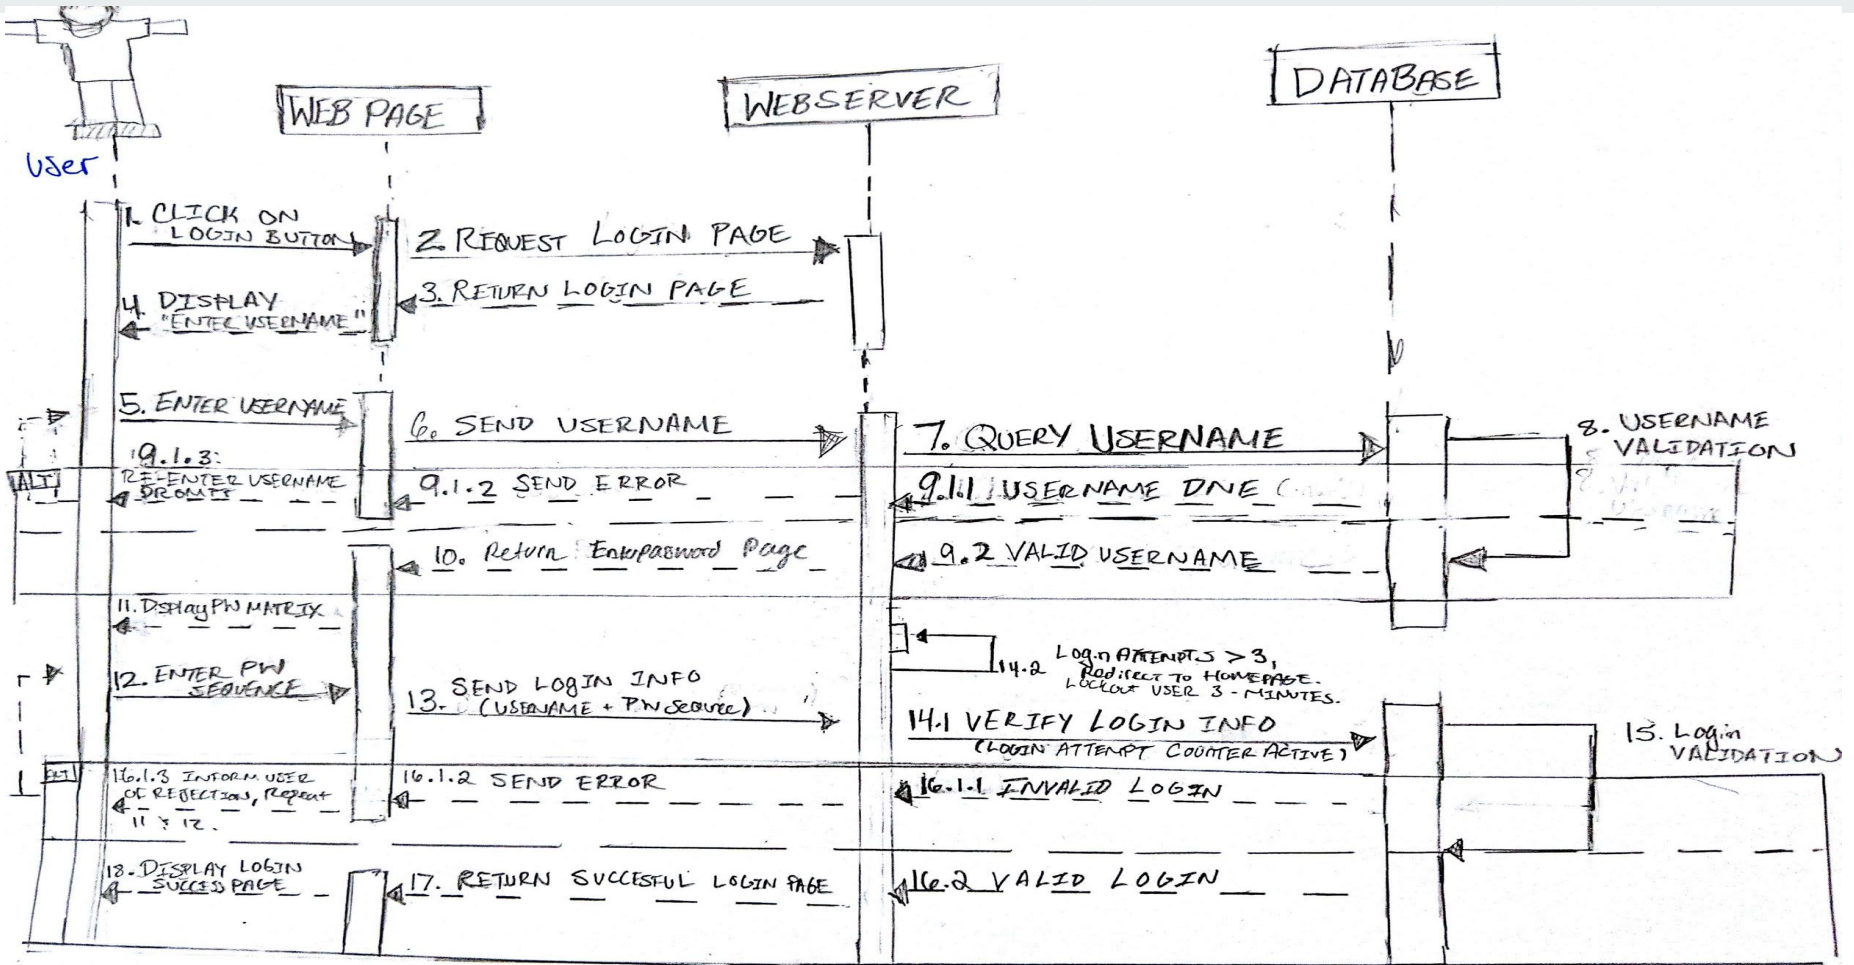 WEB PAGE
WEBSERVER
DATABASE
User
1. CLICK ON
LOGIN BUTTON
2. REQUEST LOGIN PAGE
3. RETURN LOGIN PAGE
4. DISPLAY
"ENTER USERNAME"
5. ENTER USERNAME
6. SEND USERNAME
7. QUERY USERNAME
8. USERNAME
VALIDATION
ALT
9.1.3:
RE-ENTER USERNAME
PROMPT
9.1.2 SEND ERROR
9.1.1 USERNAME DNE
10. Return Enterpassword Page
9.2 VALID USERNAME
11. Display PW MATRIX
12. ENTER PW
SEQUENCE
13. SEND LOGIN INFO
(USERNAME + PW Sequence)
14.2 Login ATTEMPTS > 3,
Redirect TO HOMEPAGE.
LOCKOUT USER 3-MINUTES.
14.1 VERIFY LOGIN INFO
(LOGIN ATTEMPT COUNTER ACTIVE)
15. Login
VALIDATION
ALT
16.1.3 INFORM USER
OF REJECTION, Repeat
11 & 12.
16.1.2 SEND ERROR
16.1.1 INVALID LOGIN
18. DISPLAY LOGIN
SUCCES PAGE
17. RETURN SUCCESFUL LOGIN PAGE
16.2 VALID LOGIN